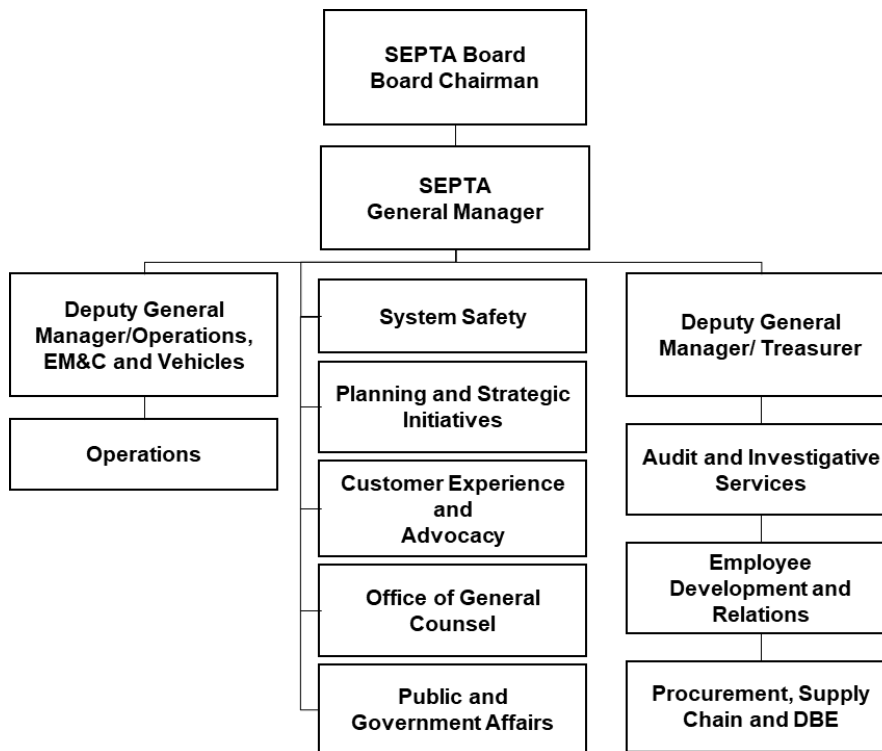 SEPTA Board
Board Chairman
SEPTA
General Manager
Deputy General
Manager/Operations,
EM&C and Vehicles
Operations
System Safety
Planning and Strategic
Initiatives
Customer Experience
and
Advocacy
Office of General
Counsel
Public and
Government Affairs
Deputy General
Manager/ Treasurer
Audit and Investigative
Services
Employee
Development and
Relations
Procurement, Supply
Chain and DBE